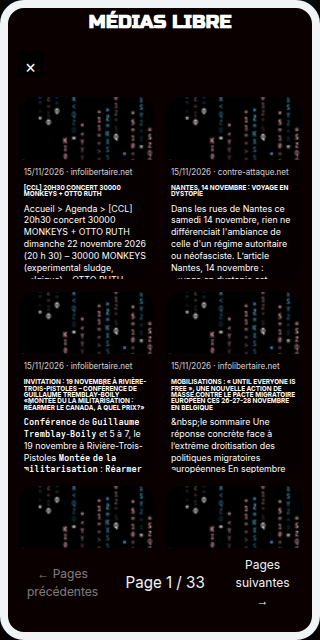 MÉDIAS LIBRE
×
15/11/2026 · infolibertaire.net
[CCL] 20H30 CONCERT 30000
MONKEYS + OTTO RUTH
Accueil > Agenda > [CCL]
20h30 concert 30000
MONKEYS + OTTO RUTH
dimanche 22 novembre 2026
(20 h 30) – 30000 MONKEYS
(experimental sludge,
15/11/2026 · contre-attaque.net
NANTES, 14 NOVEMBRE : VOYAGE EN
DYSTOPIE
Dans les rues de Nantes ce
samedi 14 novembre, rien ne
différenciait l'ambiance de
celle d'un régime autoritaire
ou néofasciste. L'article
Nantes, 14 novembre :
15/11/2026 · infolibertaire.net
INVITATION : 19 NOVEMBRE À RIVIÈRE-
TROIS-PISTOLES – CONFÉRENCE DE
GUILLAUME TREMBLAY-BOILY
«MONTÉE DU LA MILITARISATION :
RÉARMER LE CANADA, À QUEL PRIX?»
Conférence de Guillaume
Tremblay-Boily et 5 à 7, le
19 novembre à Rivière-Trois-
Pistoles Montée de la
militarisation : Réarmer
15/11/2026 · infolibertaire.net
MOBILISATIONS : « UNTIL EVERYONE IS
FREE », UNE NOUVELLE ACTION DE
MASSE CONTRE LE PACTE MIGRATOIRE
EUROPÉEN CES 26-27-28 NOVEMBRE
EN BELGIQUE
&nbsp;le sommaire Une
réponse concrète face à
l'extrême droitisation des
politiques migratoires
européennes En septembre
← Pages
précédentes
Page 1 / 33
Pages
suivantes
→